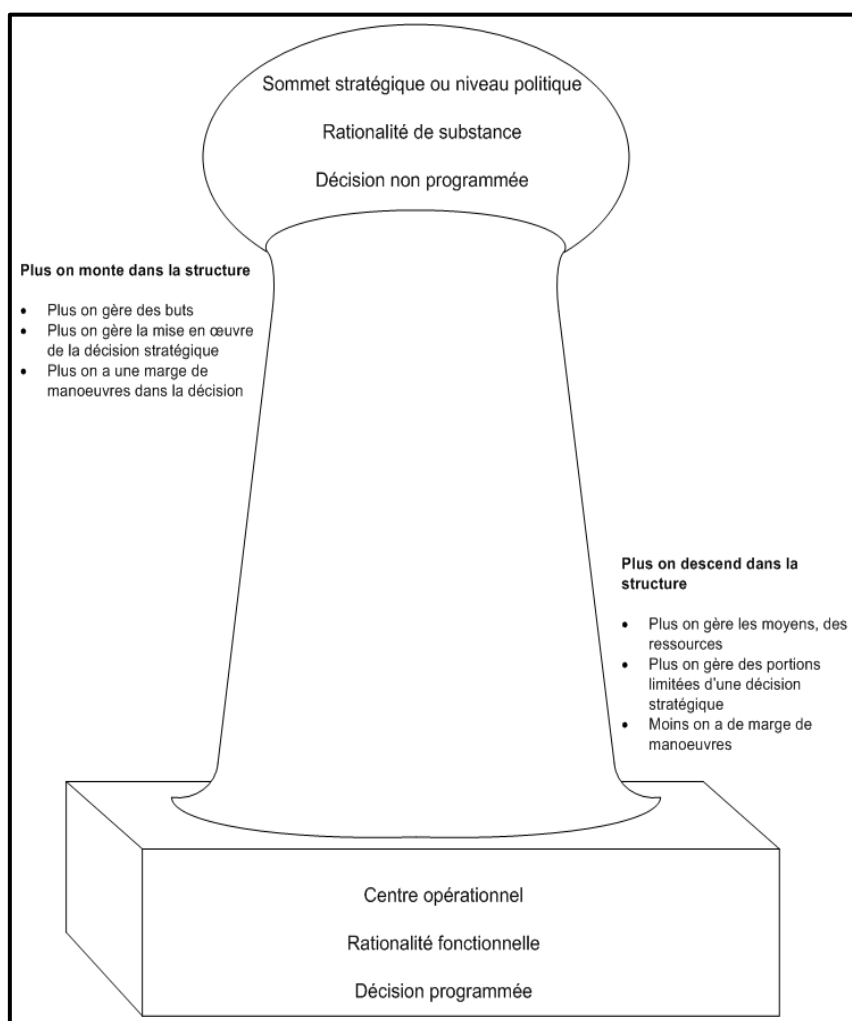 Sommet stratégique ou niveau politique
Rationalité de substance
Décision non programmée
Plus on monte dans la structure
• Plus on gère des buts
• Plus on gère la mise en œuvre
de la décision stratégique
• Plus on a une marge de
manoeuvres dans la décision
Plus on descend dans la
structure
• Plus on gère les moyens, des
ressources
• Plus on gère des portions
limitées d'une décision
stratégique
• Moins on a de marge de
manoeuvres
Centre opérationnel
Rationalité fonctionnelle
Décision programmée